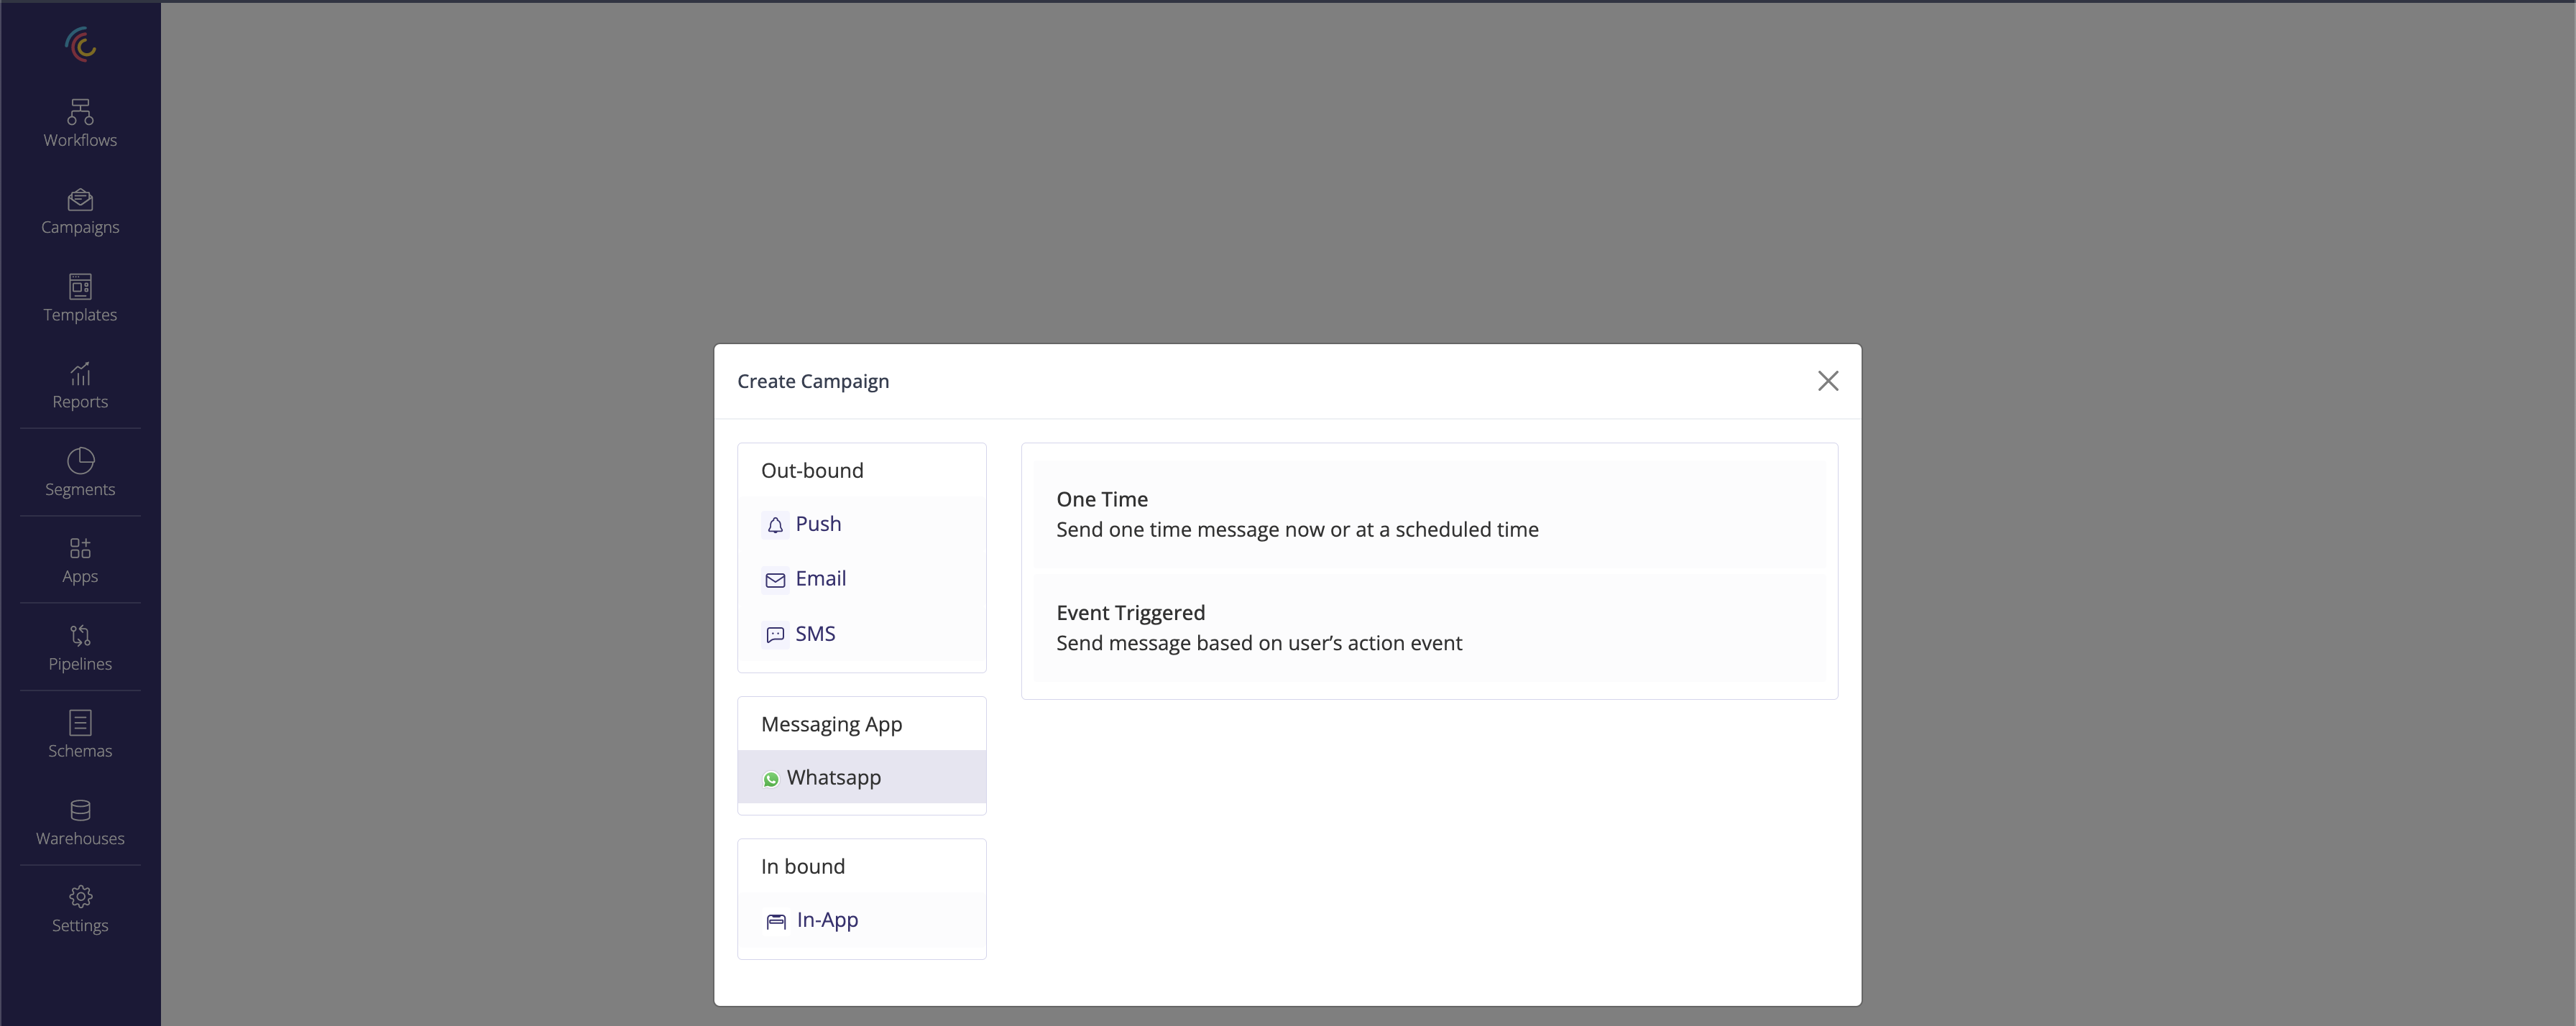 Workflows
Campaigns
Templates
Reports
Segments
Apps
Pipelines
Schemas
Warehouses
Settings
Create Campaign
Out-bound
Push
Email
SMS
Messaging App
Whatsapp
In bound
In-App
One Time
Send one time message now or at a scheduled time
Event Triggered
Send message based on user’s action event